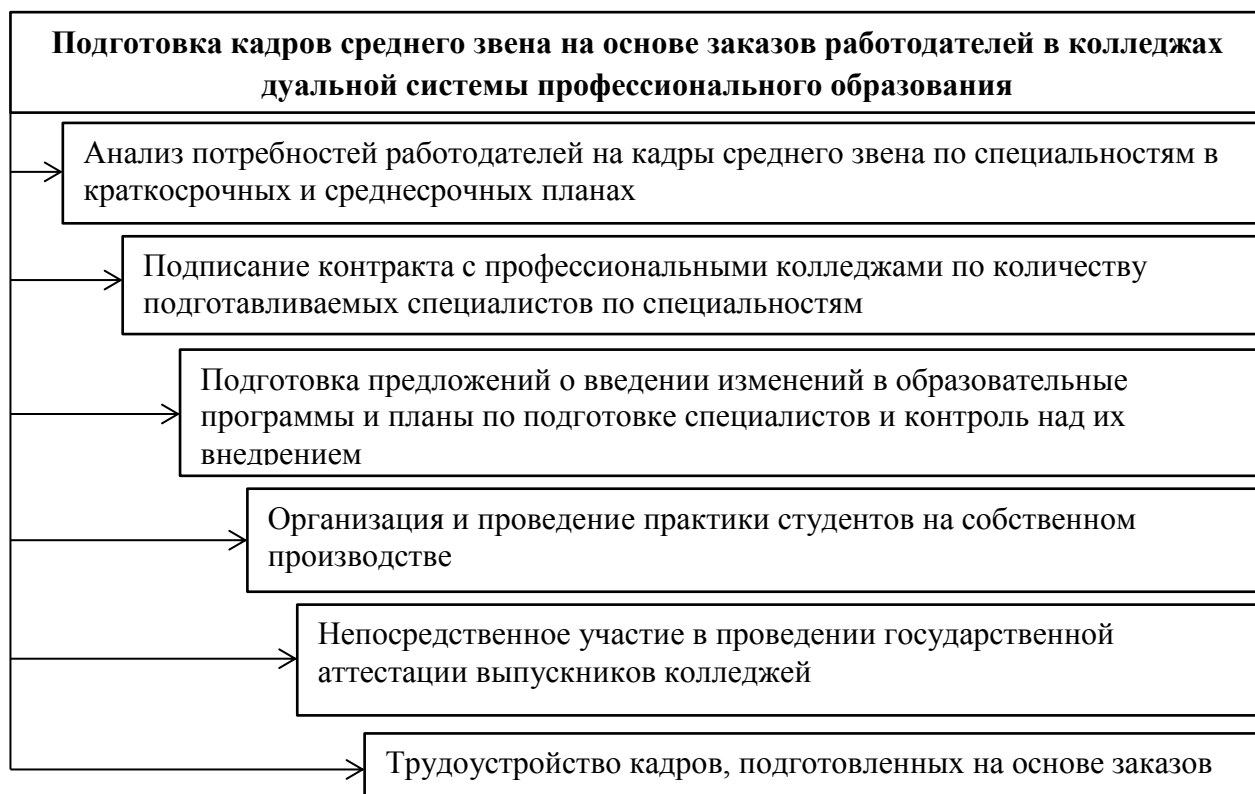 Подготовка кадров среднего звена на основе заказов работодателей в колледжах
дуальной системы профессионального образования
Анализ потребностей работодателей на кадры среднего звена по специальностям в
краткосрочных и среднесрочных планах
Подписание контракта с профессиональными колледжами по количеству
подготавливаемых специалистов по специальностям
Подготовка предложений о введении изменений в образовательные
программы и планы по подготовке специалистов и контроль над их
внедрением
Организация и проведение практики студентов на собственном
производстве
Непосредственное участие в проведении государственной
аттестации выпускников колледжей
Трудоустройство кадров, подготовленных на основе заказов